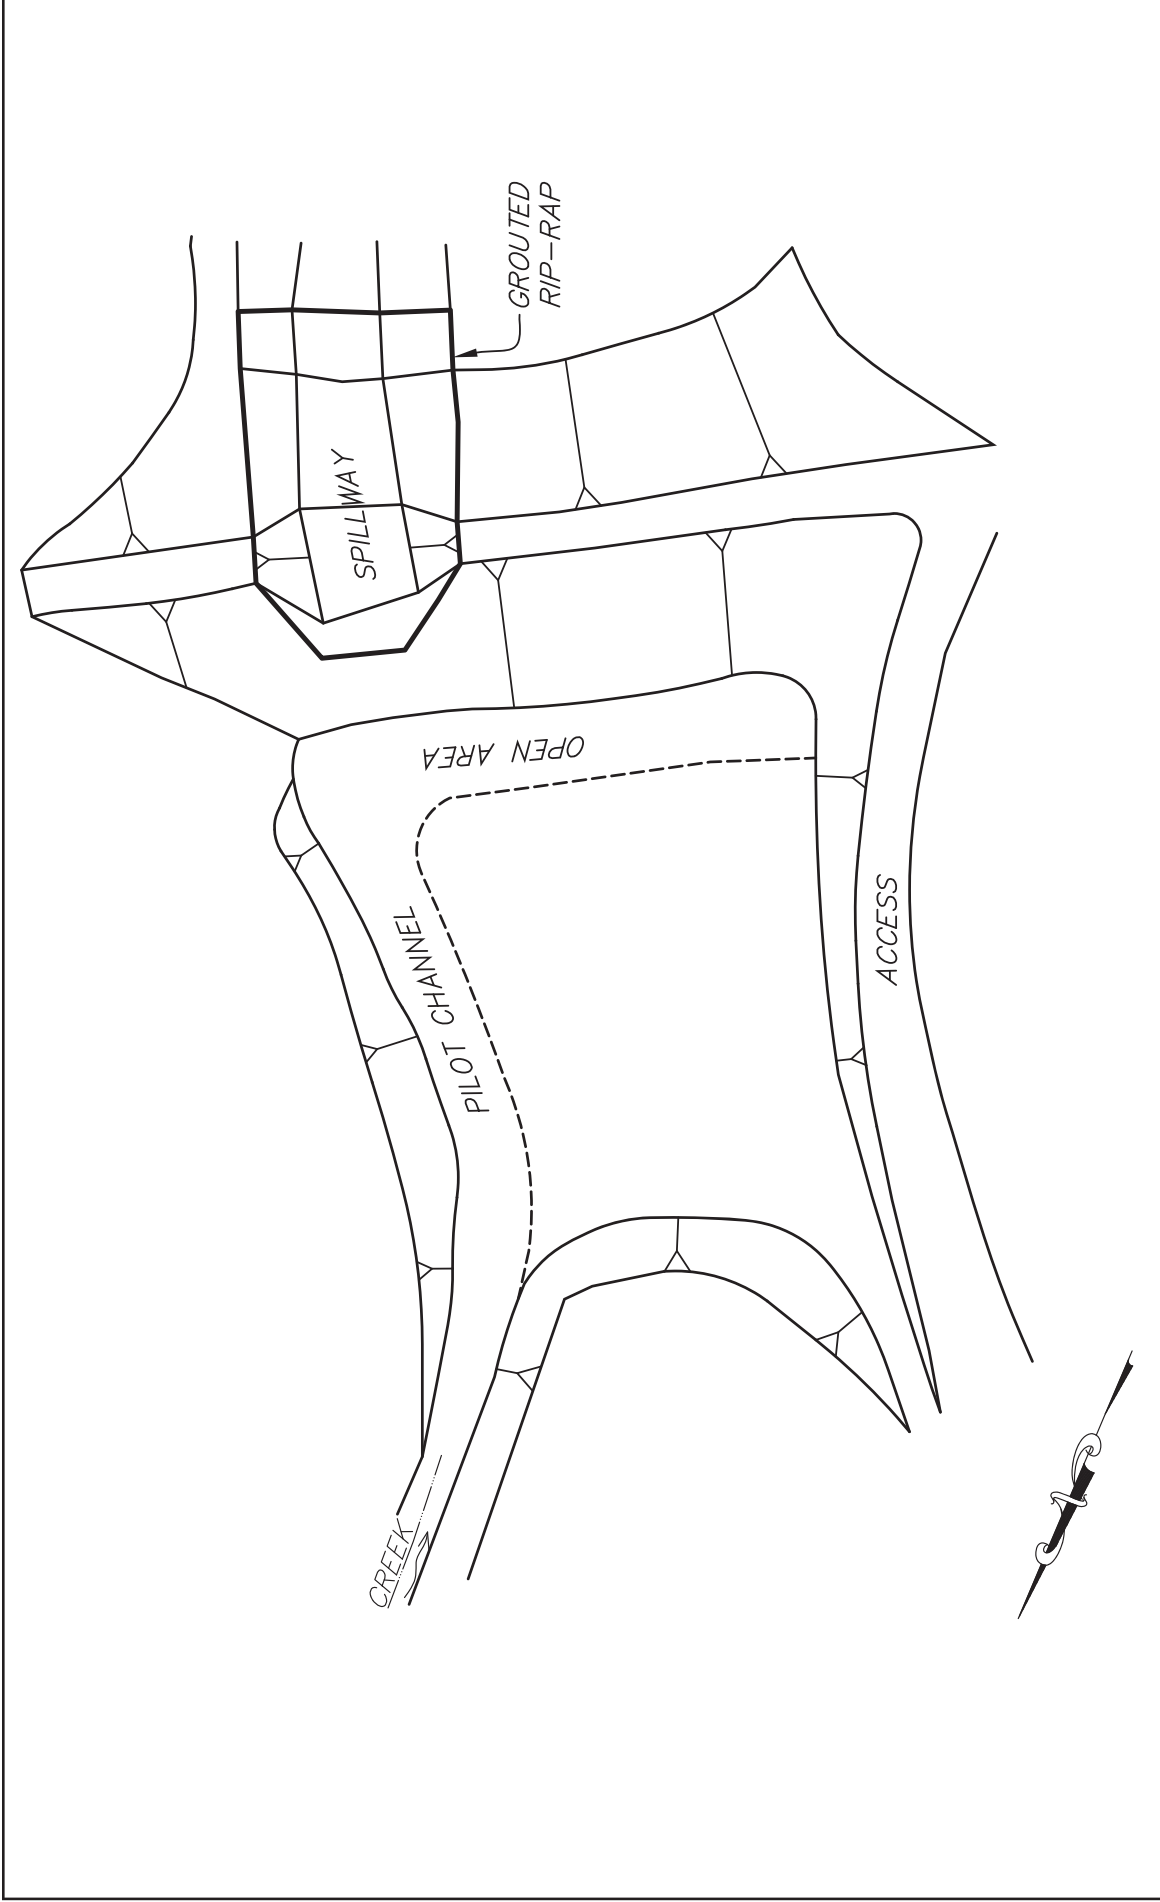 GROUTED
RIP-RAP
SPILLWAY
OPEN AREA
PILOT CHANNEL
ACCESS
CREEK